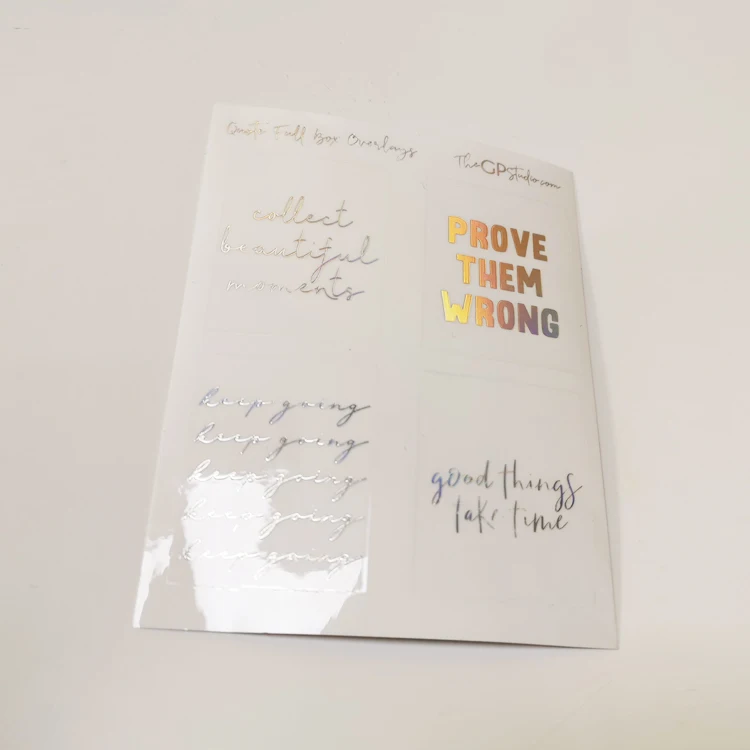 Quote Full Box Overlays
TheGPStudio.com
collect
beautiful
moments
PROVE
THEM
WRONG
keep going
keep going
keep going
keep going
keep going
good things
take time